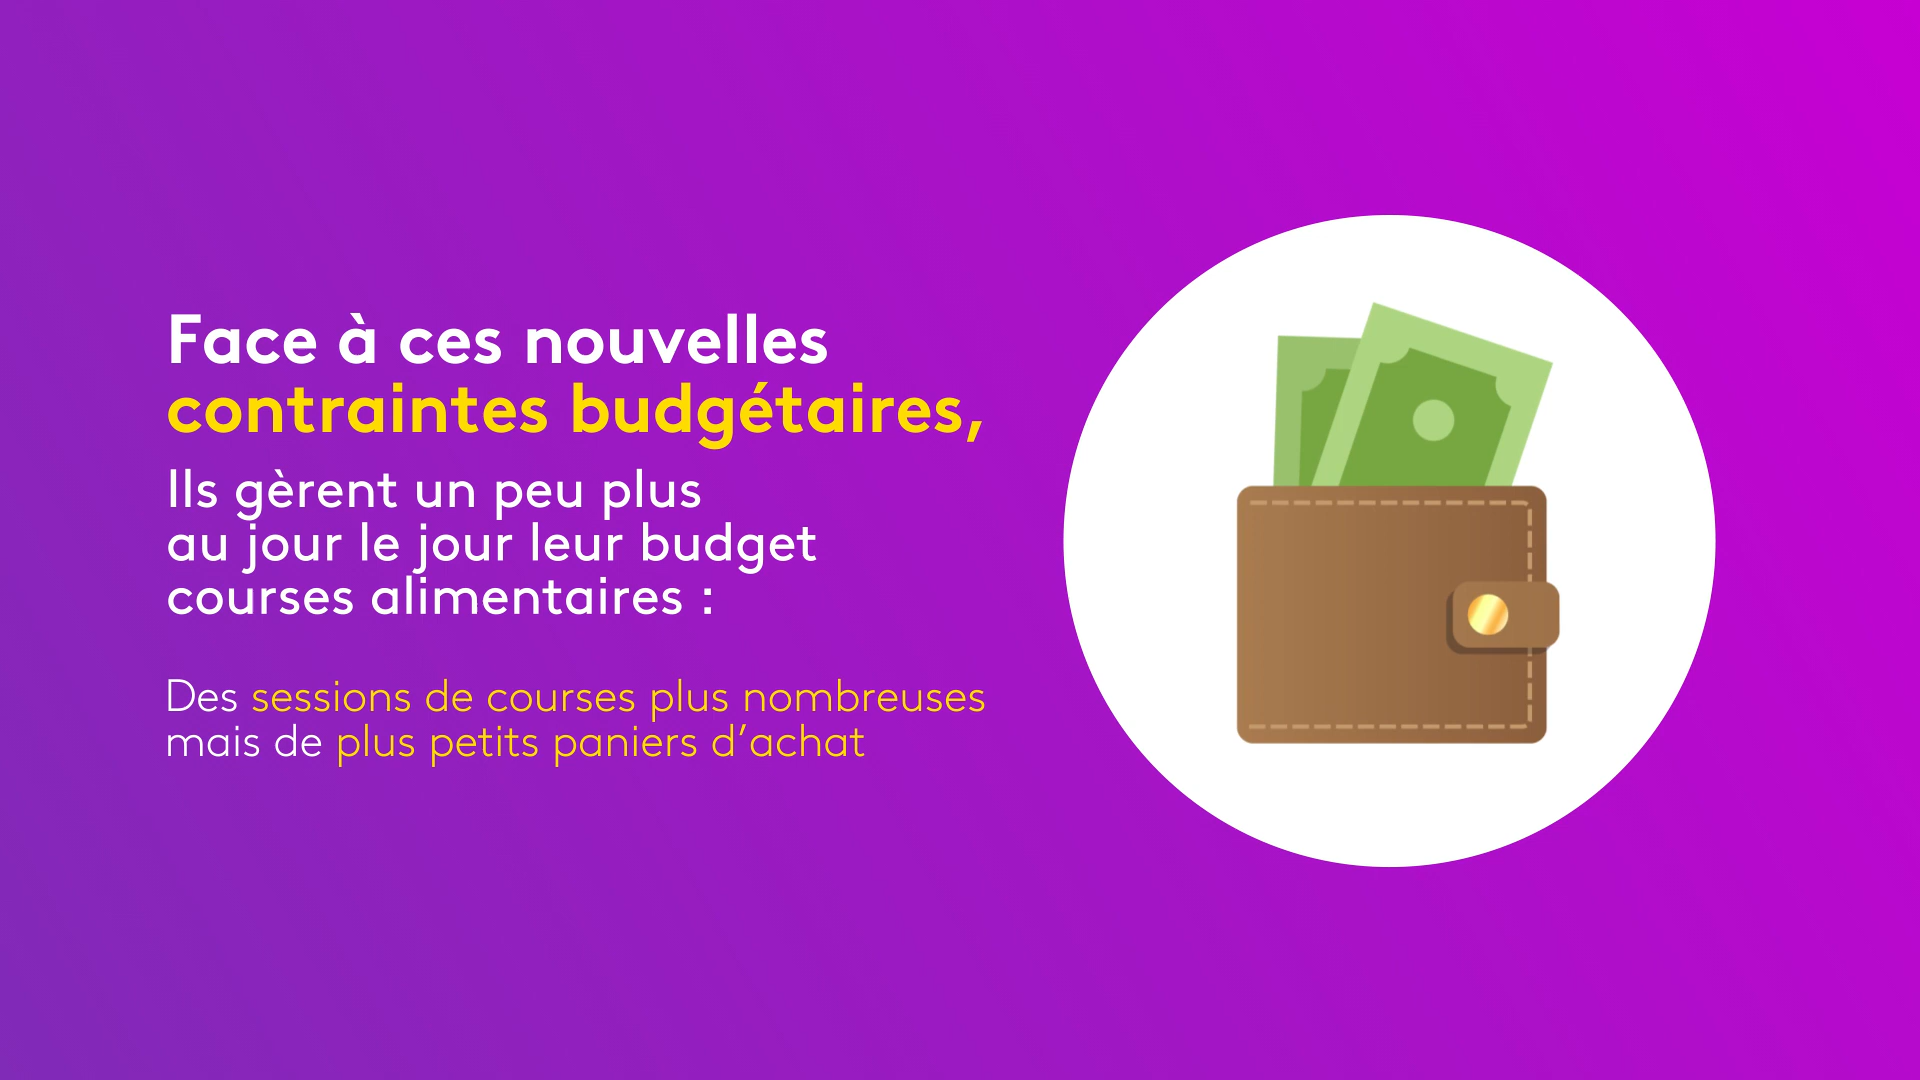 Face à ces nouvelles
contraintes budgétaires,
Ils gèrent un peu plus
au jour le jour leur budget
courses alimentaires :
Des sessions de courses plus nombreuses
mais de plus petits paniers d’achat